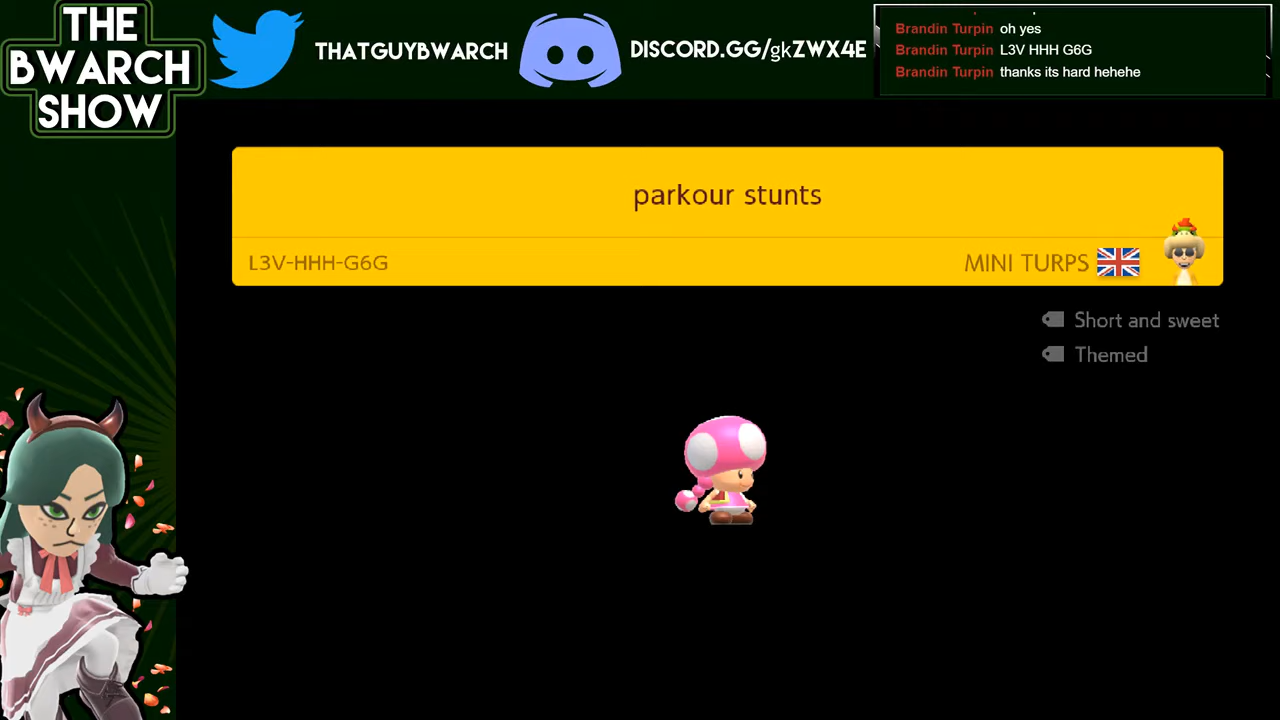 THE
BWARCH
SHOW
THATGUYBWARCH
DISCORD.GG/gkZWX4E
Brandin Turpin oh yes
Brandin Turpin L3V HHH G6G
Brandin Turpin thanks its hard hehehe
parkour stunts
L3V-HHH-G6G
MINI TURPS
Short and sweet
Themed